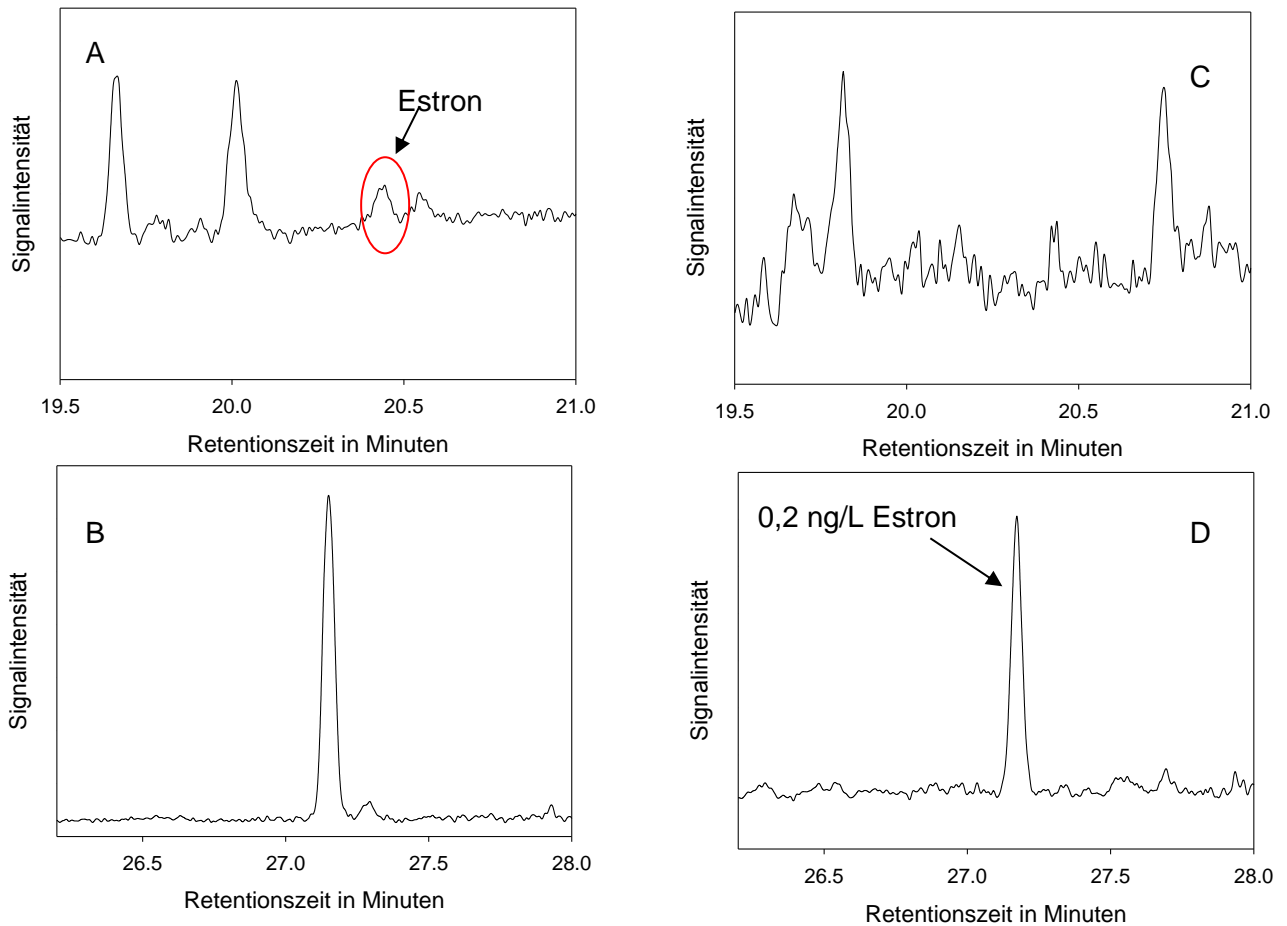 A
Estron
Signalintensität
19.5 20.0 20.5 21.0
Retentionszeit in Minuten
C
Signalintensität
19.5 20.0 20.5 21.0
Retentionszeit in Minuten
B
Signalintensität
26.5 27.0 27.5 28.0
Retentionszeit in Minuten
0,2 ng/L Estron
D
Signalintensität
26.5 27.0 27.5 28.0
Retentionszeit in Minuten